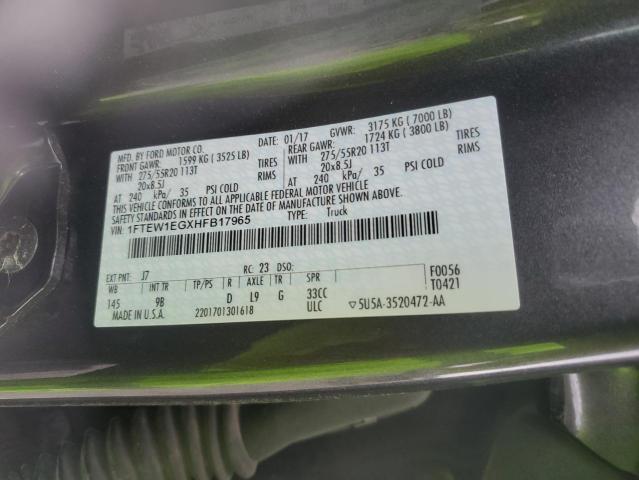 MFD. BY FORD MOTOR CO. DATE: 01/17 GVWR: 3175 KG ( 7000 LB)
FRONT GAWR: 1599 KG ( 3525 LB) REAR GAWR: 1724 KG ( 3800 LB)
WITH 275/55R20 113T TIRES WITH 275/55R20 113T TIRES
20x8.5J RIMS 20x8.5J RIMS
AT 240 kPa/ 35 PSI COLD AT 240 kPa/ 35 PSI COLD
THIS VEHICLE CONFORMS TO ALL APPLICABLE FEDERAL MOTOR VEHICLE
SAFETY STANDARDS IN EFFECT ON THE DATE OF MANUFACTURE SHOWN ABOVE.
VIN: 1FTEW1EGXHFB17965 TYPE: Truck
EXT PNT: J7 RC: 23 DSO: F0056
WB INT TR TP/PS R AXLE TR SPR T0421
145 9B D L9 G 33CC
MADE IN U.S.A. 2201701301618 ULC ▽5U5A-3520472-AA